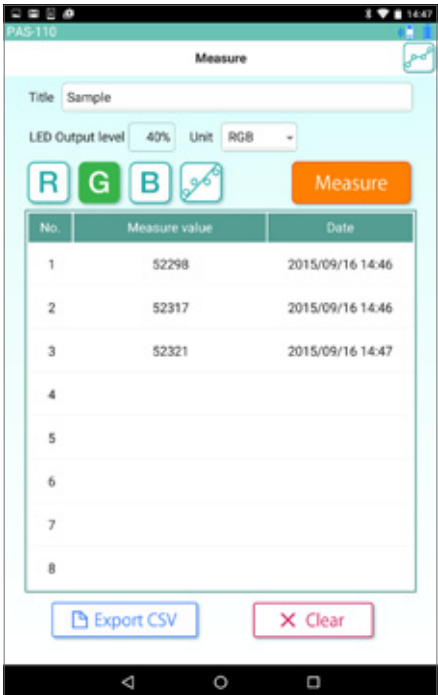 14:47
PAS-110
Measure
Title Sample
LED Output level 40% Unit RGB
R G B Measure
No. Measure value Date
1 52298 2015/09/16 14:46
2 52317 2015/09/16 14:46
3 52321 2015/09/16 14:47
4
5
6
7
8
Export CSV Clear